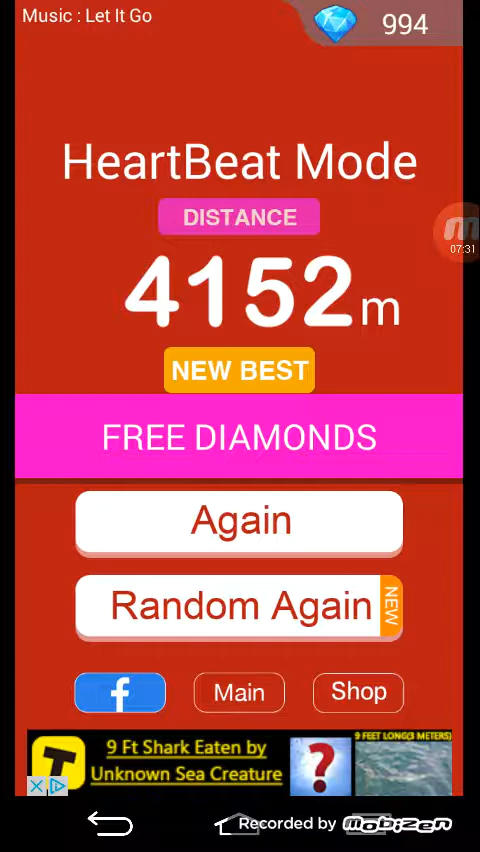 Music : Let It Go
994
HeartBeat Mode
DISTANCE
07:31
4152m
NEW BEST
FREE DIAMONDS
Again
Random Again
NEW
f
Main
Shop
T
9 Ft Shark Eaten by
Unknown Sea Creature
?
9 FEET LONG(3 METERS)
Recorded by Mobizen